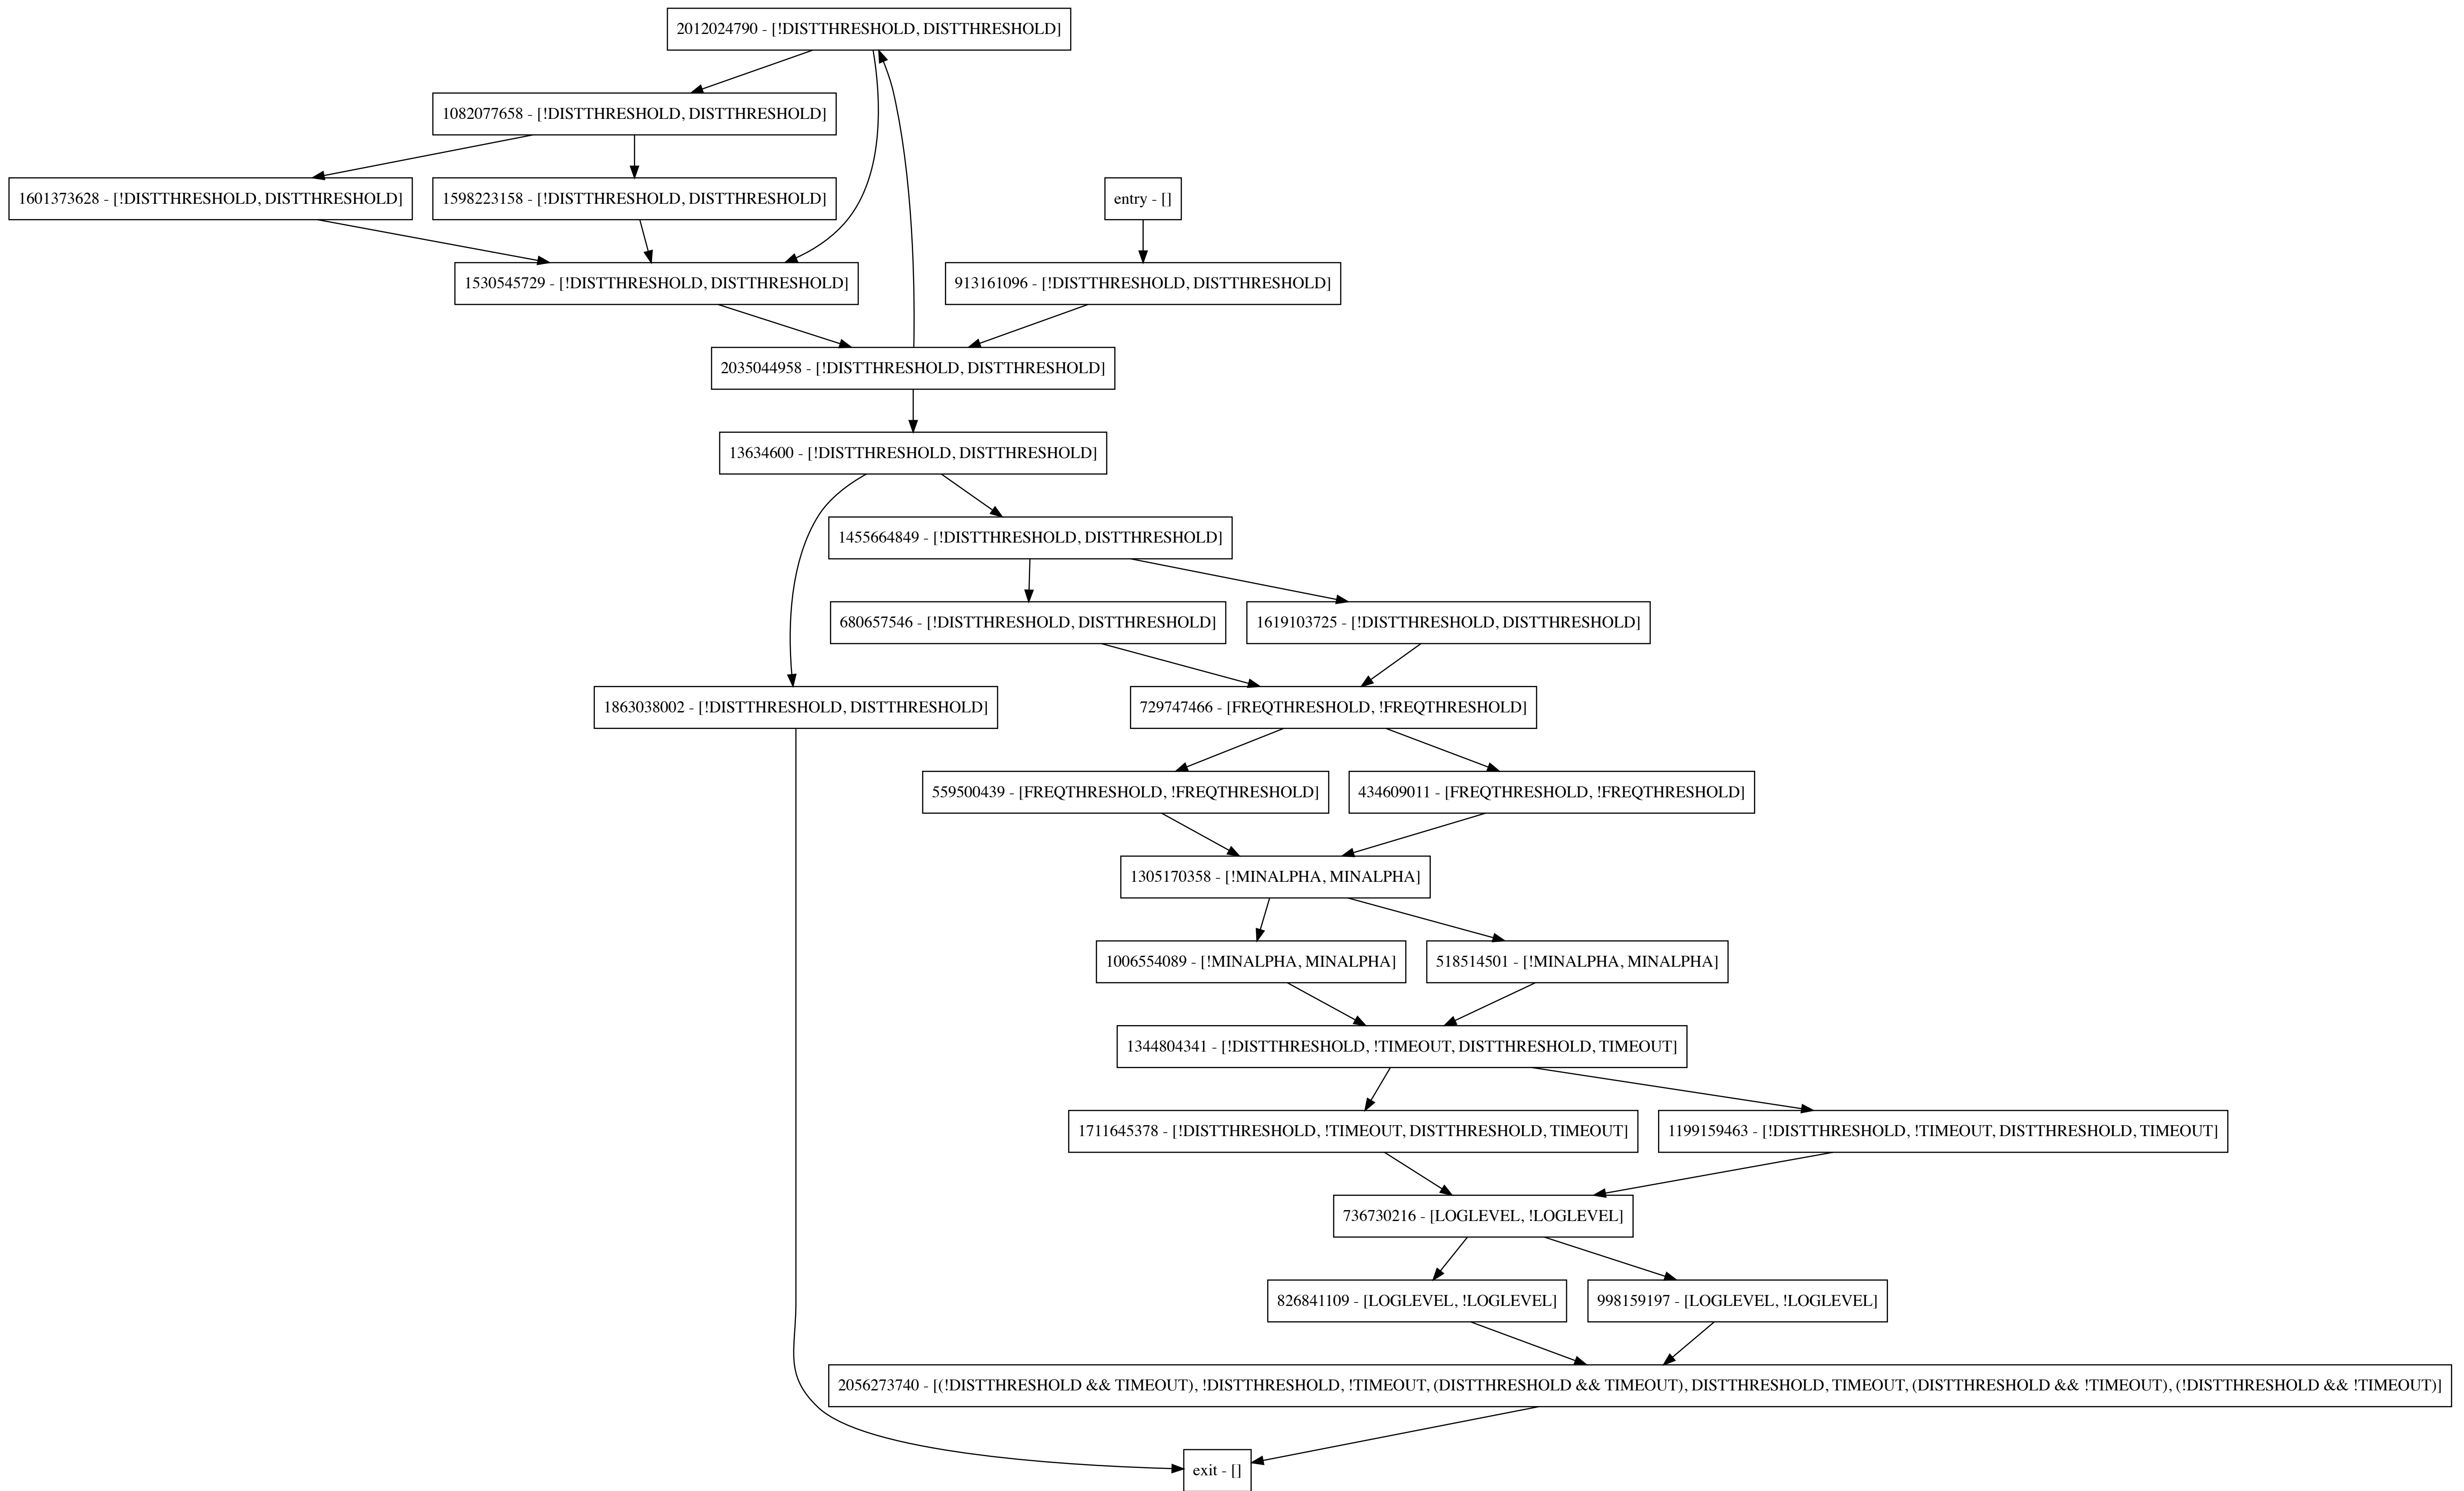 2012024790 - [!DISTTHRESHOLD, DISTTHRESHOLD]
1082077658 - [!DISTTHRESHOLD, DISTTHRESHOLD]
1601373628 - [!DISTTHRESHOLD, DISTTHRESHOLD]
1598223158 - [!DISTTHRESHOLD, DISTTHRESHOLD]
entry - []
1530545729 - [!DISTTHRESHOLD, DISTTHRESHOLD]
913161096 - [!DISTTHRESHOLD, DISTTHRESHOLD]
2035044958 - [!DISTTHRESHOLD, DISTTHRESHOLD]
13634600 - [!DISTTHRESHOLD, DISTTHRESHOLD]
1455664849 - [!DISTTHRESHOLD, DISTTHRESHOLD]
680657546 - [!DISTTHRESHOLD, DISTTHRESHOLD]
1619103725 - [!DISTTHRESHOLD, DISTTHRESHOLD]
1863038002 - [!DISTTHRESHOLD, DISTTHRESHOLD]
729747466 - [FREQTHRESHOLD, !FREQTHRESHOLD]
559500439 - [FREQTHRESHOLD, !FREQTHRESHOLD]
434609011 - [FREQTHRESHOLD, !FREQTHRESHOLD]
1305170358 - [!MINALPHA, MINALPHA]
1006554089 - [!MINALPHA, MINALPHA]
518514501 - [!MINALPHA, MINALPHA]
1344804341 - [!DISTTHRESHOLD, !TIMEOUT, DISTTHRESHOLD, TIMEOUT]
1711645378 - [!DISTTHRESHOLD, !TIMEOUT, DISTTHRESHOLD, TIMEOUT]
1199159463 - [!DISTTHRESHOLD, !TIMEOUT, DISTTHRESHOLD, TIMEOUT]
736730216 - [LOGLEVEL, !LOGLEVEL]
826841109 - [LOGLEVEL, !LOGLEVEL]
998159197 - [LOGLEVEL, !LOGLEVEL]
2056273740 - [(!DISTTHRESHOLD && TIMEOUT), !DISTTHRESHOLD, !TIMEOUT, (DISTTHRESHOLD && TIMEOUT), DISTTHRESHOLD, TIMEOUT, (DISTTHRESHOLD && !TIMEOUT), (!DISTTHRESHOLD && !TIMEOUT)]
exit - []